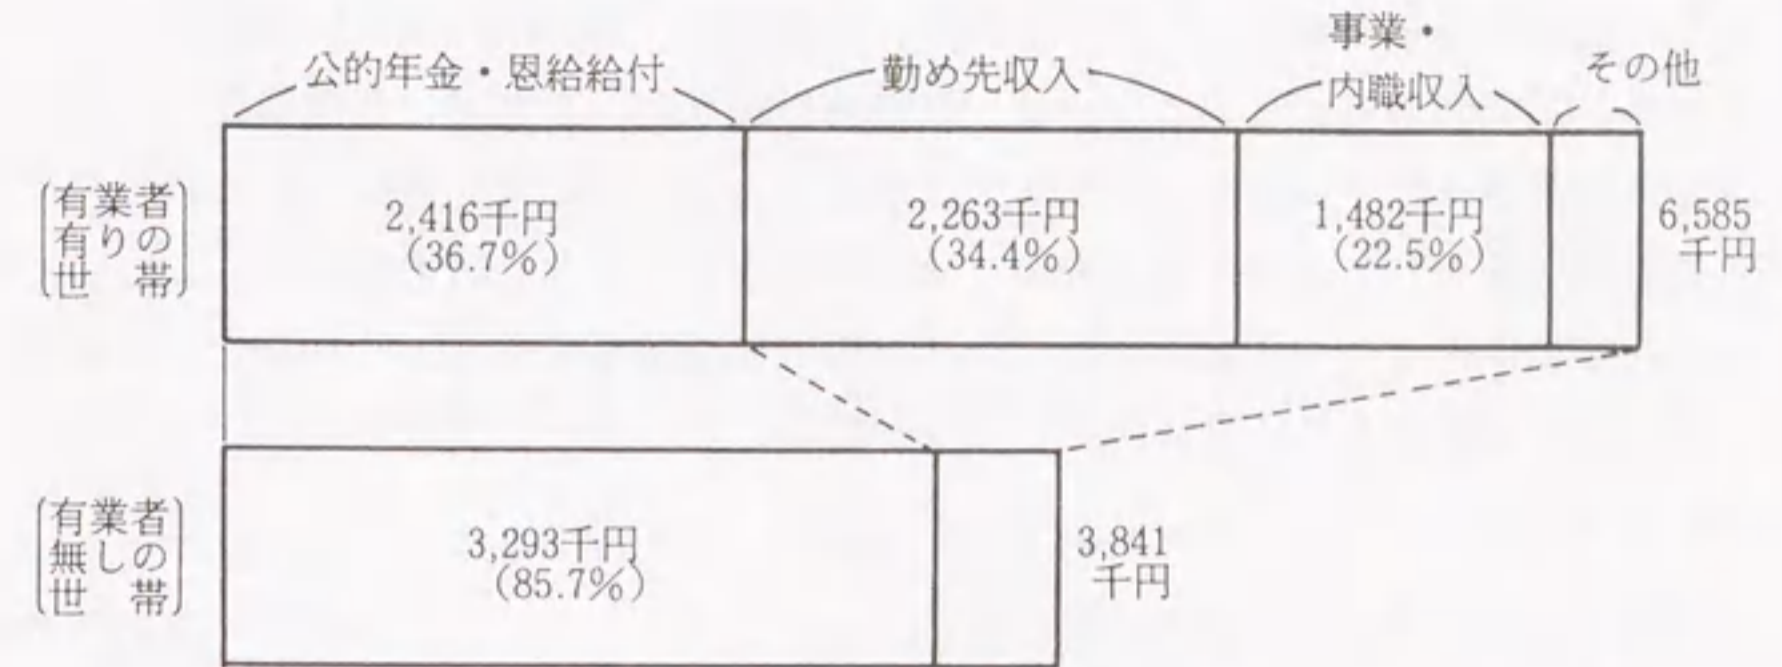 公的年金・恩給給付
勤め先収入
事業・
内職収入
その他
有業者
有りの
世帯
2,416千円
(36.7%)
2,263千円
(34.4%)
1,482千円
(22.5%)
6,585
千円
有業者
無しの
世帯
3,293千円
(85.7%)
3,841
千円